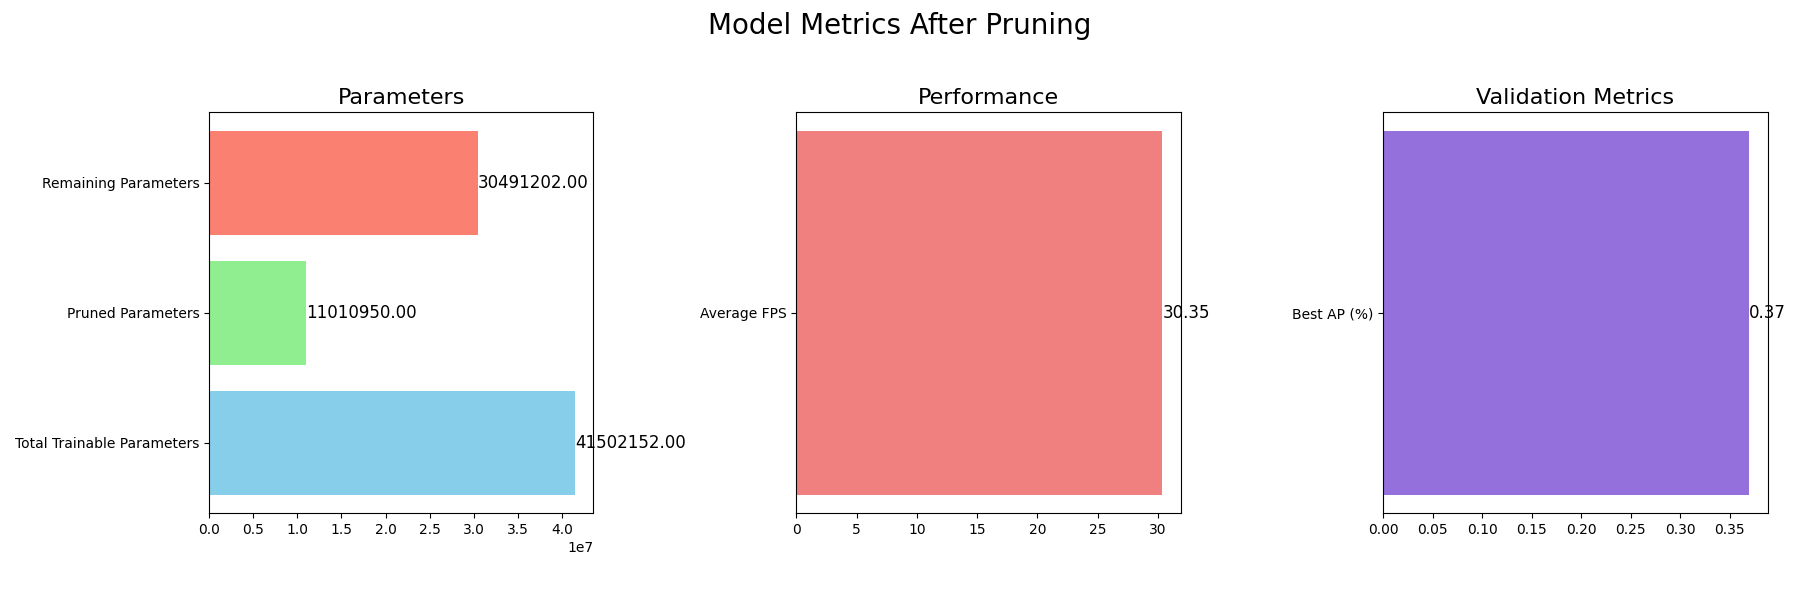 Model Metrics After Pruning
Parameters
Remaining Parameters
30491202.00
Pruned Parameters
11010950.00
Total Trainable Parameters
41502152.00
0.0 0.5 1.0 1.5 2.0 2.5 3.0 3.5 4.0
1e7
Performance
Average FPS
30.35
0 5 10 15 20 25 30
Validation Metrics
Best AP (%)
0.37
0.00 0.05 0.10 0.15 0.20 0.25 0.30 0.35